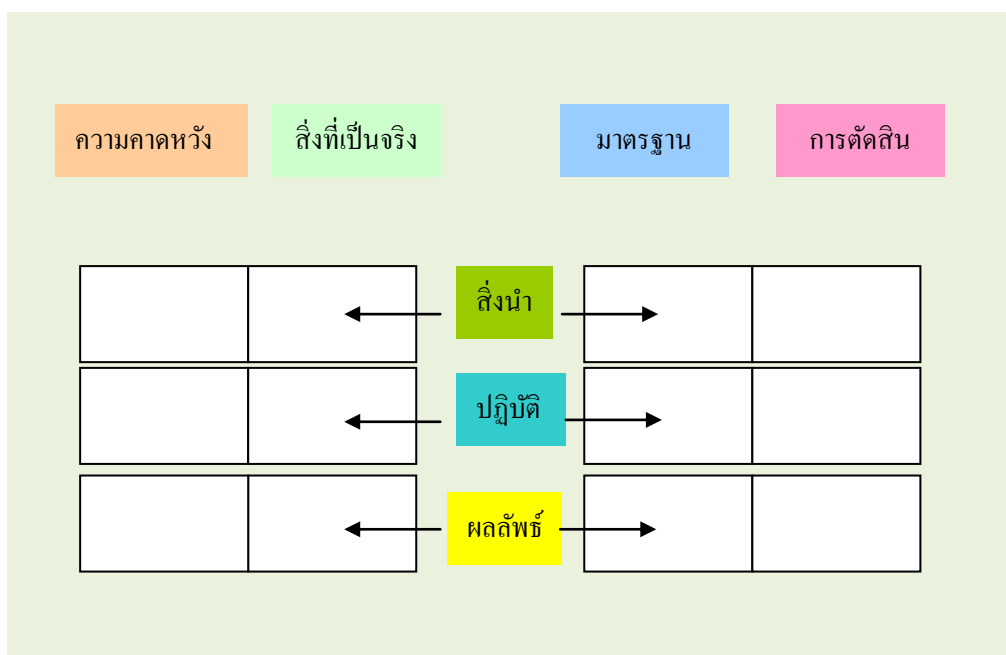 ความคาดหวัง
สิ่งที่เป็นจริง
มาตรฐาน
การตัดสิน
สิ่งนำ
ปฏิบัติ
ผลลัพธ์